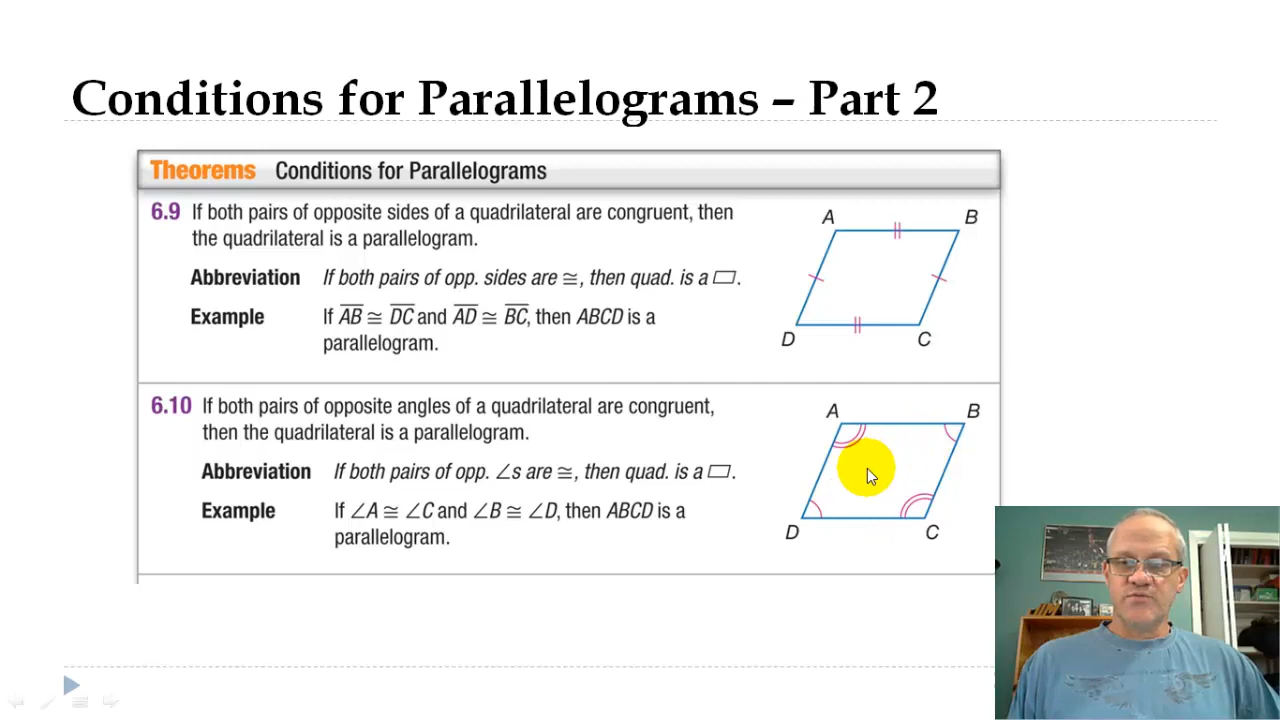 Conditions for Parallelograms – Part 2
Theorems Conditions for Parallelograms
6.9 If both pairs of opposite sides of a quadrilateral are congruent, then
the quadrilateral is a parallelogram.
Abbreviation If both pairs of opp. sides are ≅, then quad. is a ▱.
Example If A̅B̅ ≅ D̅C̅ and A̅D̅ ≅ B̅C̅, then ABCD is a
parallelogram.
A B
D C
6.10 If both pairs of opposite angles of a quadrilateral are congruent,
then the quadrilateral is a parallelogram.
Abbreviation If both pairs of opp. ∠s are ≅, then quad. is a ▱.
Example If ∠A ≅ ∠C and ∠B ≅ ∠D, then ABCD is a
parallelogram.
A B
D C